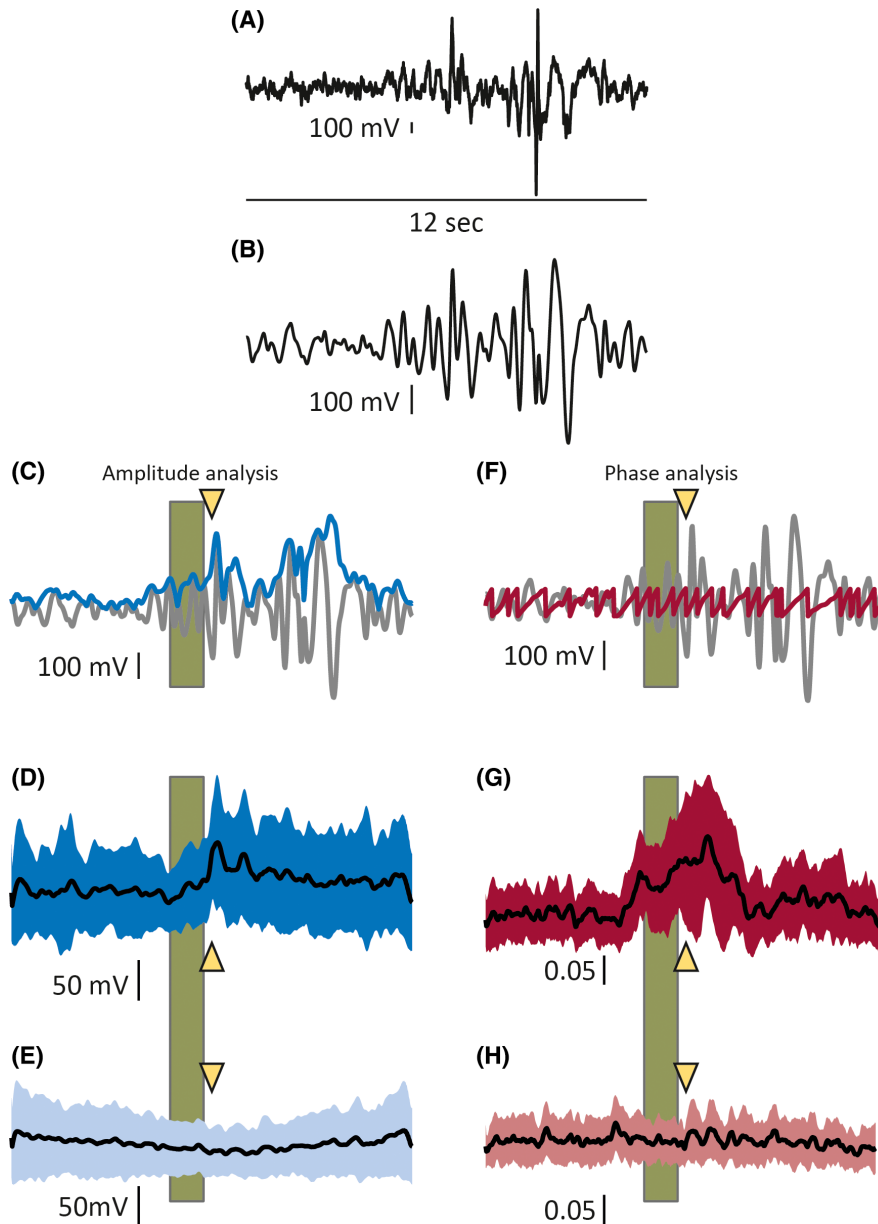 (A)
100 mV
12 sec
(B)
100 mV
(C)
Amplitude analysis
100 mV
(F)
Phase analysis
100 mV
(D)
50 mV
(G)
0.05
(E)
50mV
(H)
0.05